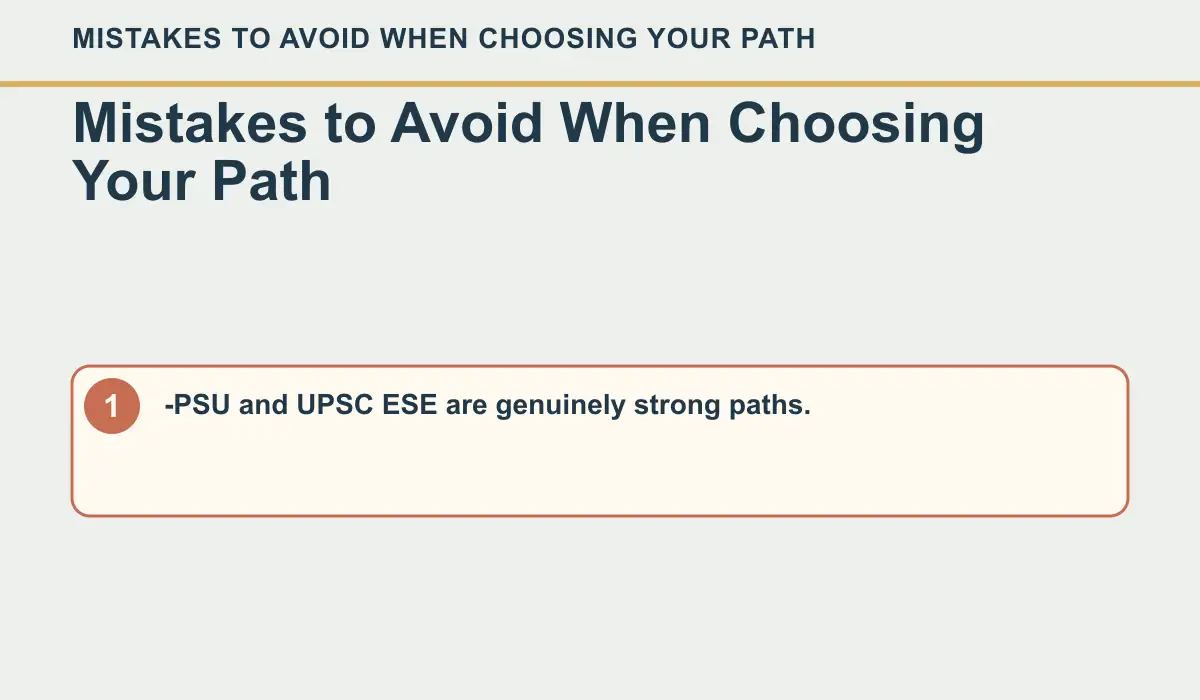 MISTAKES TO AVOID WHEN CHOOSING YOUR PATH
Mistakes to Avoid When Choosing
Your Path
1
-PSU and UPSC ESE are genuinely strong paths.